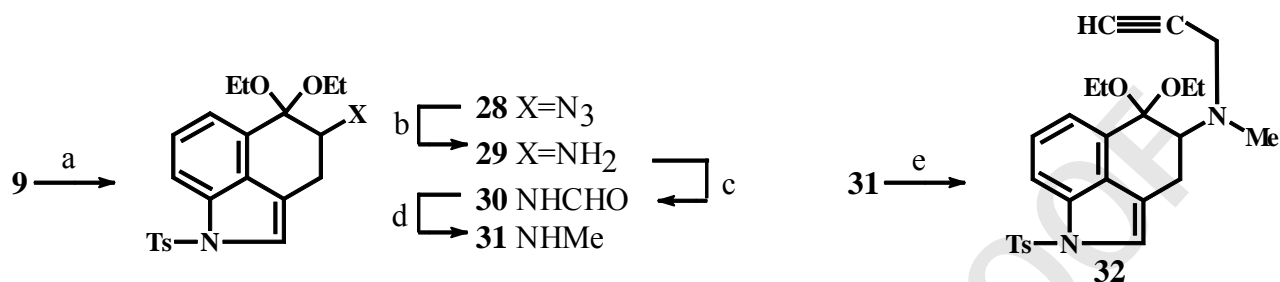 HC C
EtO OEt X
28 X=N3
b
29 X=NH2
9 a
c
30 NHCHO
d
31 NHMe
Ts N
EtO OEt
N
Me
31 e
Ts N
32